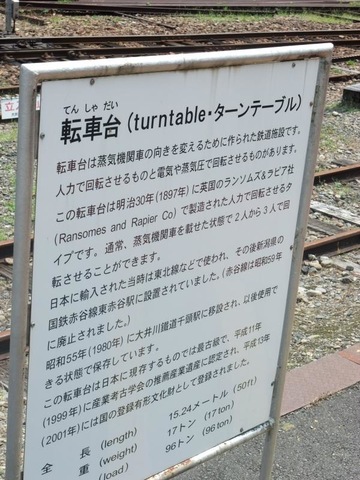 てんしゃだい
転車台(turntable・ターンテーブル)
転車台は蒸気機関車の向きを変えるために作られた鉄道施設です。
人力で回転させるものと電気や蒸気圧で回転させるものがあります。
この転車台は明治30年(1897年)に英国のランソムズ&ラピア社
(Ransomes and Rapier Co)で製造された人力で回転させるタ
イプです。通常、蒸気機関車を載せた状態で2人から3人で回
転させることができます。
日本に輸入された当時は東北線などで使われ、その後新潟県の
国鉄赤谷線東赤谷駅に設置されていました。(赤谷線は昭和59年
に廃止されました。)
昭和55年(1980年)に大井川鐵道千頭駅に移設され、以後使用で
きる状態で保存しています。
この転車台は日本に現存するものでは最古級で、平成11年
(1999年)に産業考古学会の推薦産業遺産に認定され、平成13年
(2001年)には国の登録有形文化財として登録されました。
全 長(length) 15.24メートル(50ft)
重(weight) 17トン(17ton)
(load) 96トン(96ton)